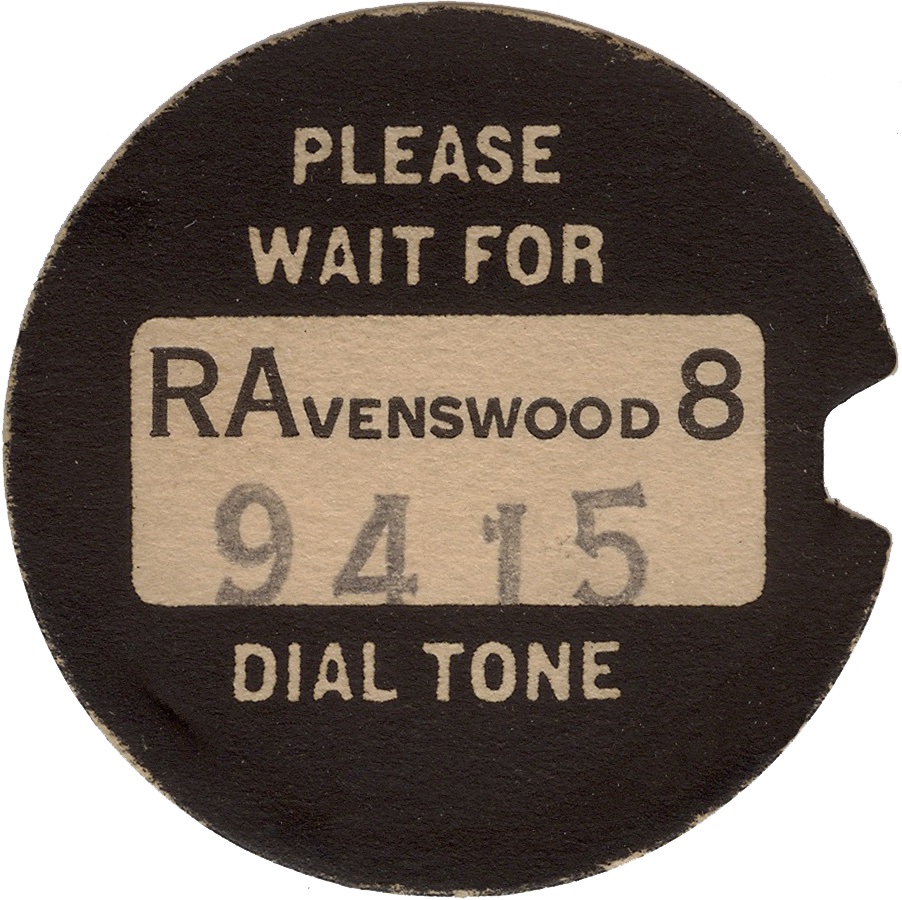 PLEASE
WAIT FOR
RAVENSWOOD 8
9415
DIAL TONE